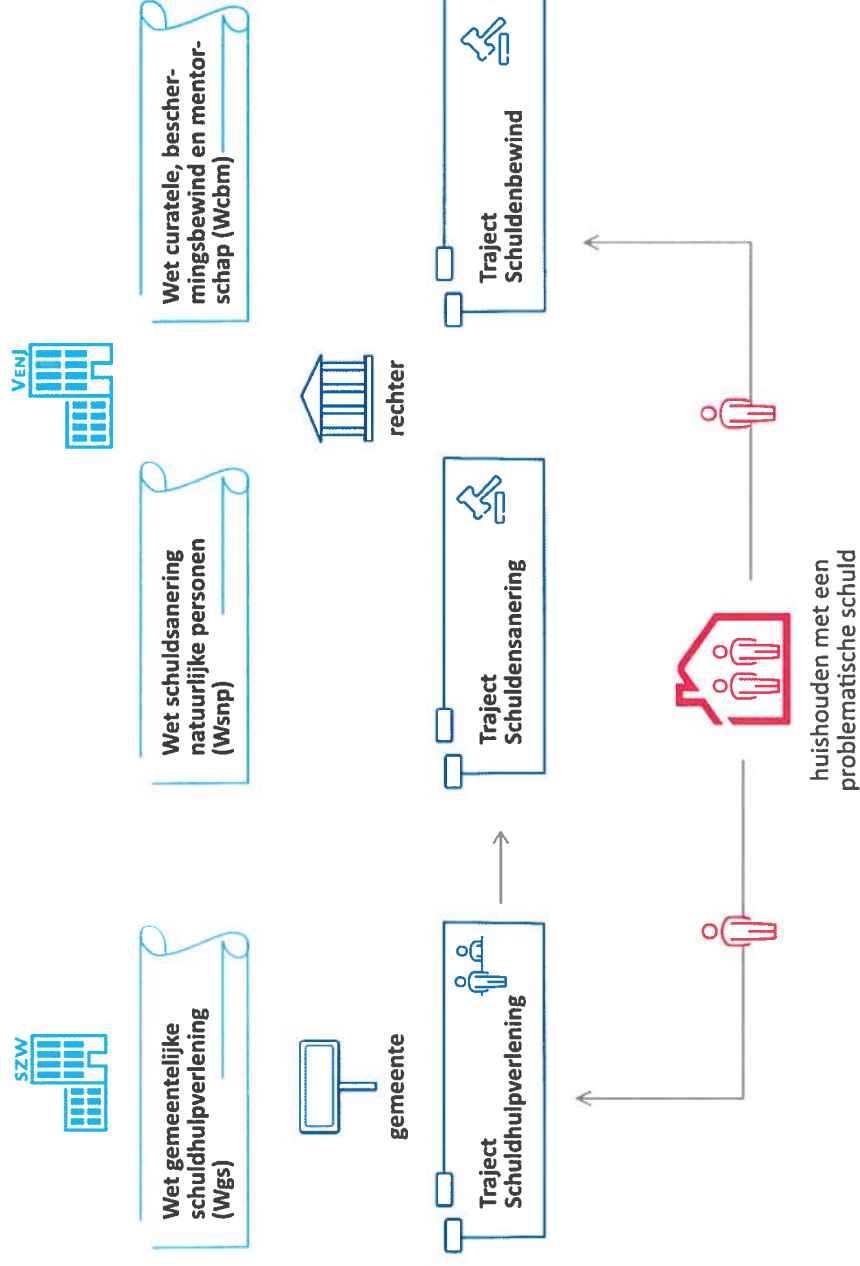 SZW
VENJ
Wet gemeentelijke
schuldhulpverlening
(Wgs)
Wet schuldsanering
natuurlijke personen
(Wsnp)
Wet curatele, bescher-
mingsbewind en mentor-
schap (Wcbm)
gemeente
rechter
Traject
Schuldhulpverlening
Traject
Schuldensanering
Traject
Schuldenbewind
huishouden met een
problematische schuld